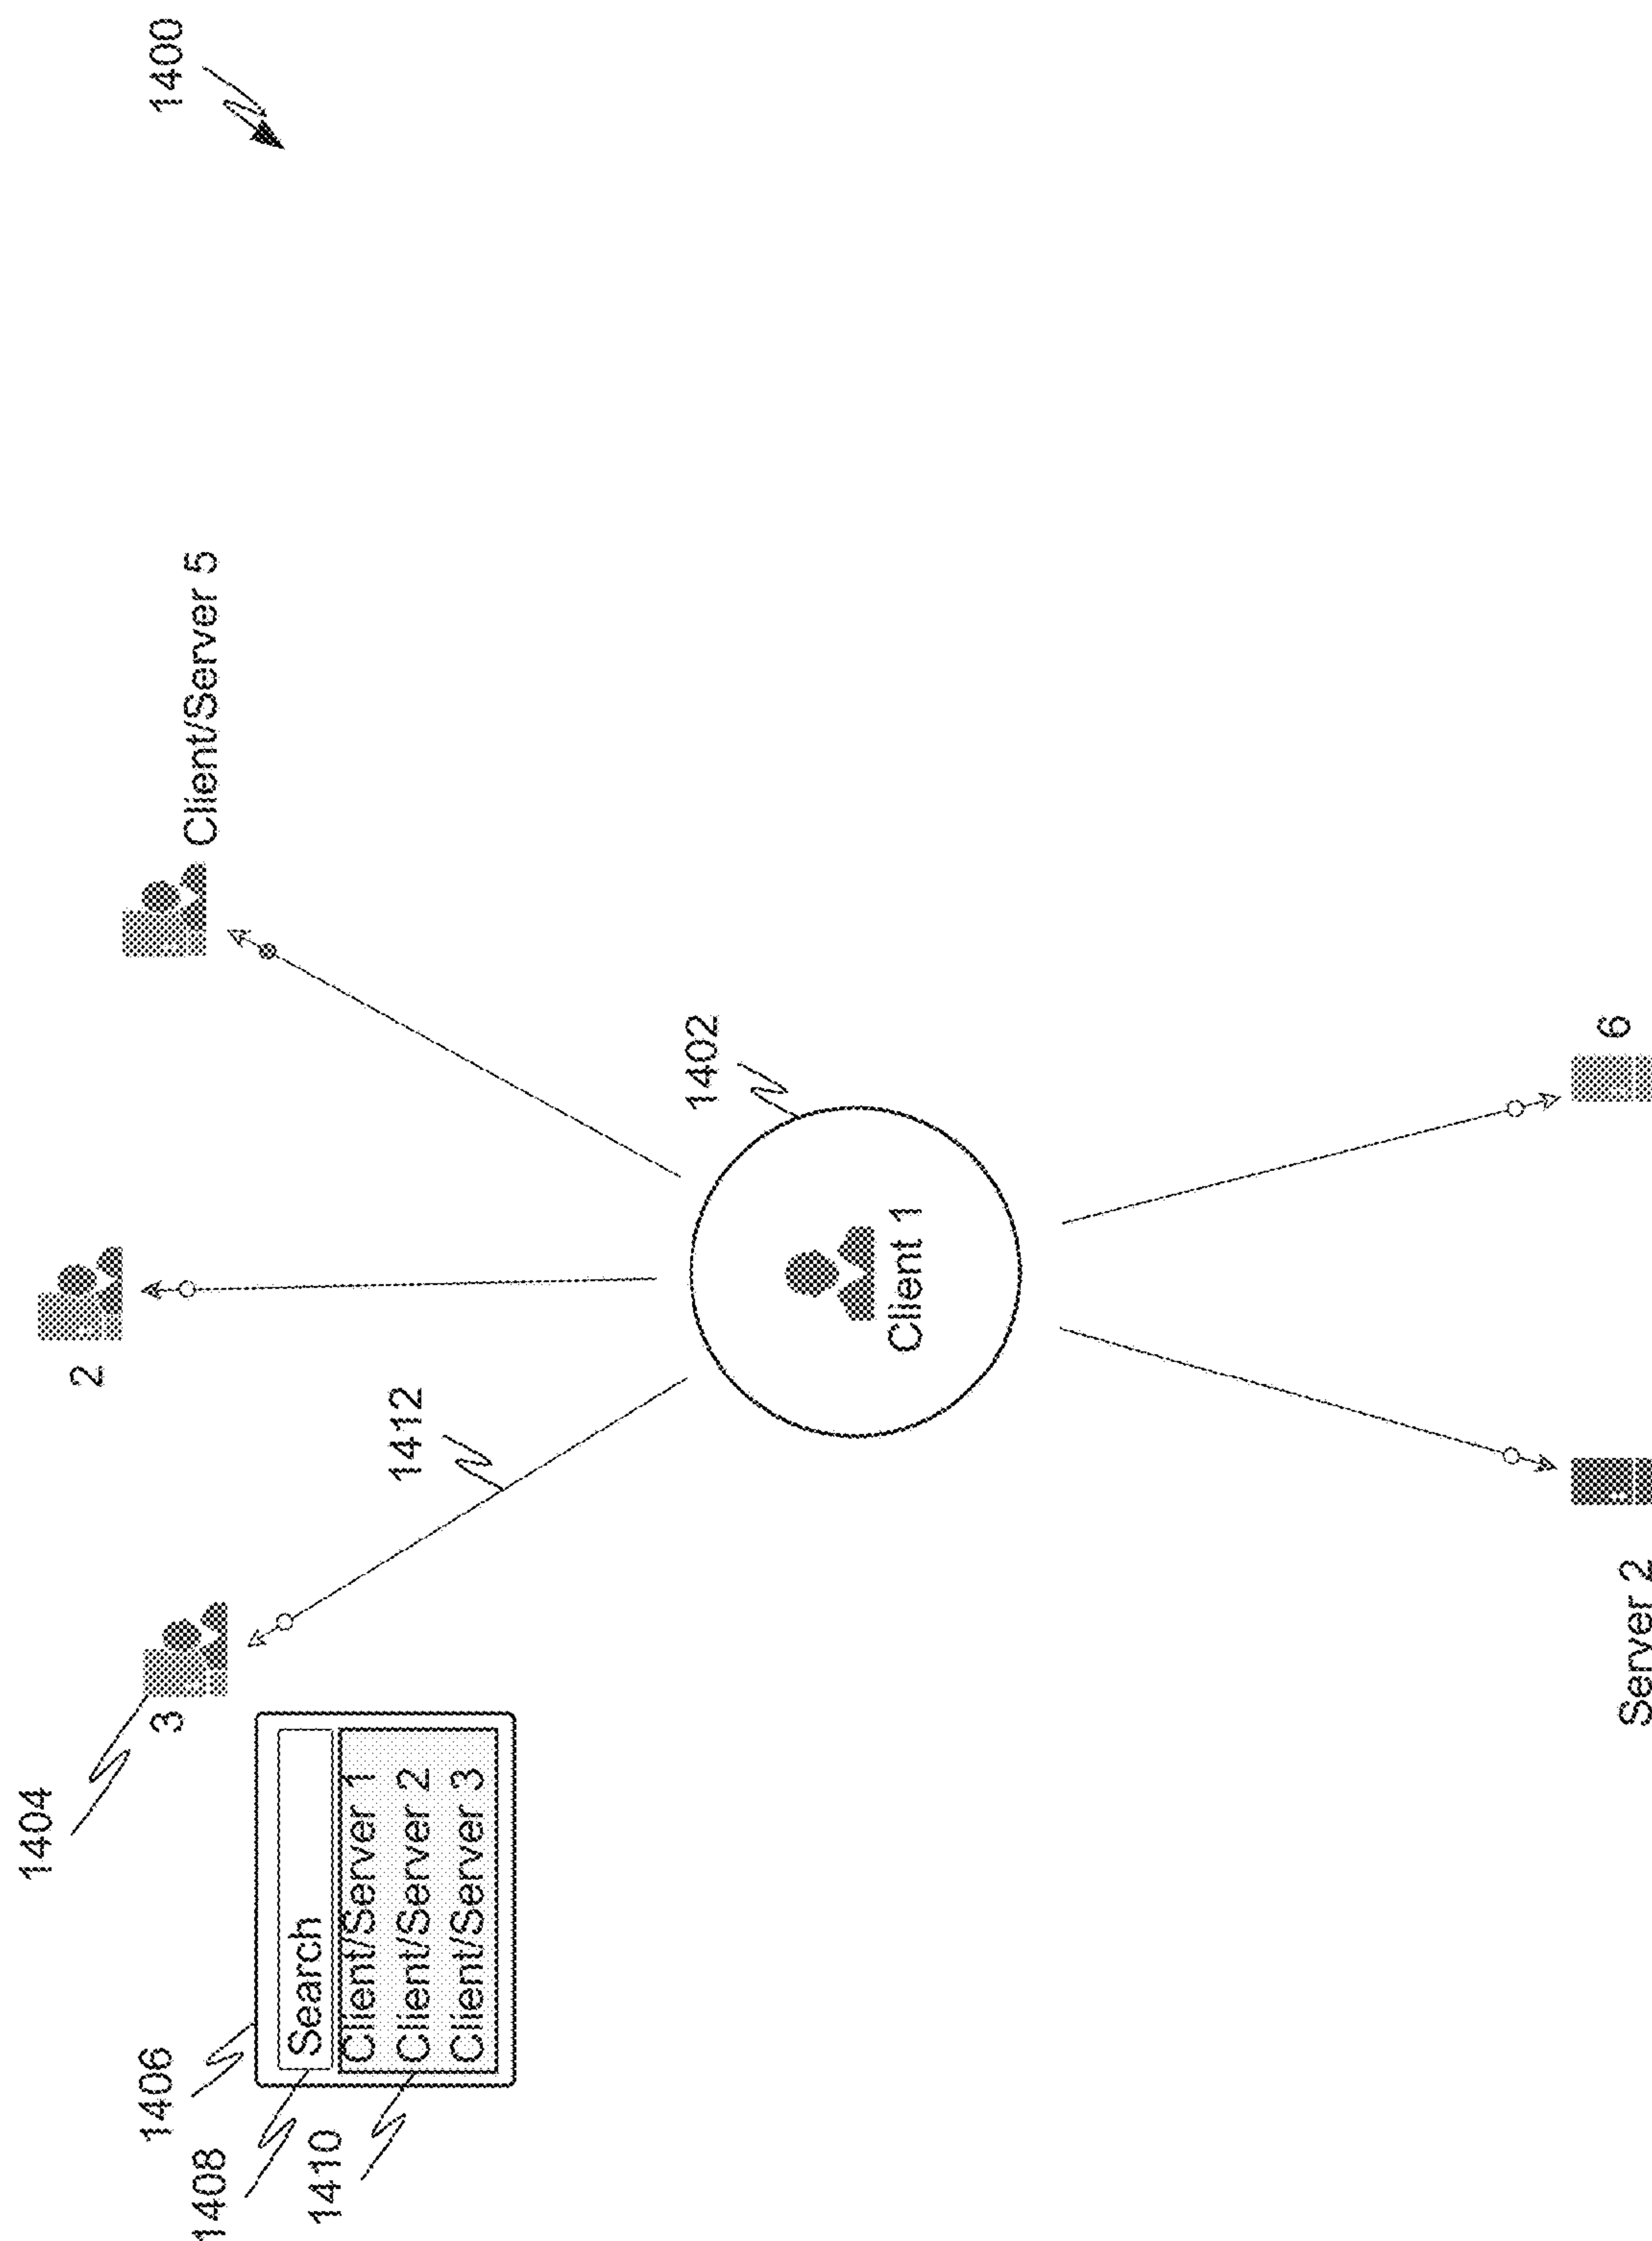 1404
2
1400
1406
3
Client/Server 5
1408
Search
1410
Client/Server 1
Client/Server 2
Client/Server 3
1412
1402
Client 1
6
Server 2